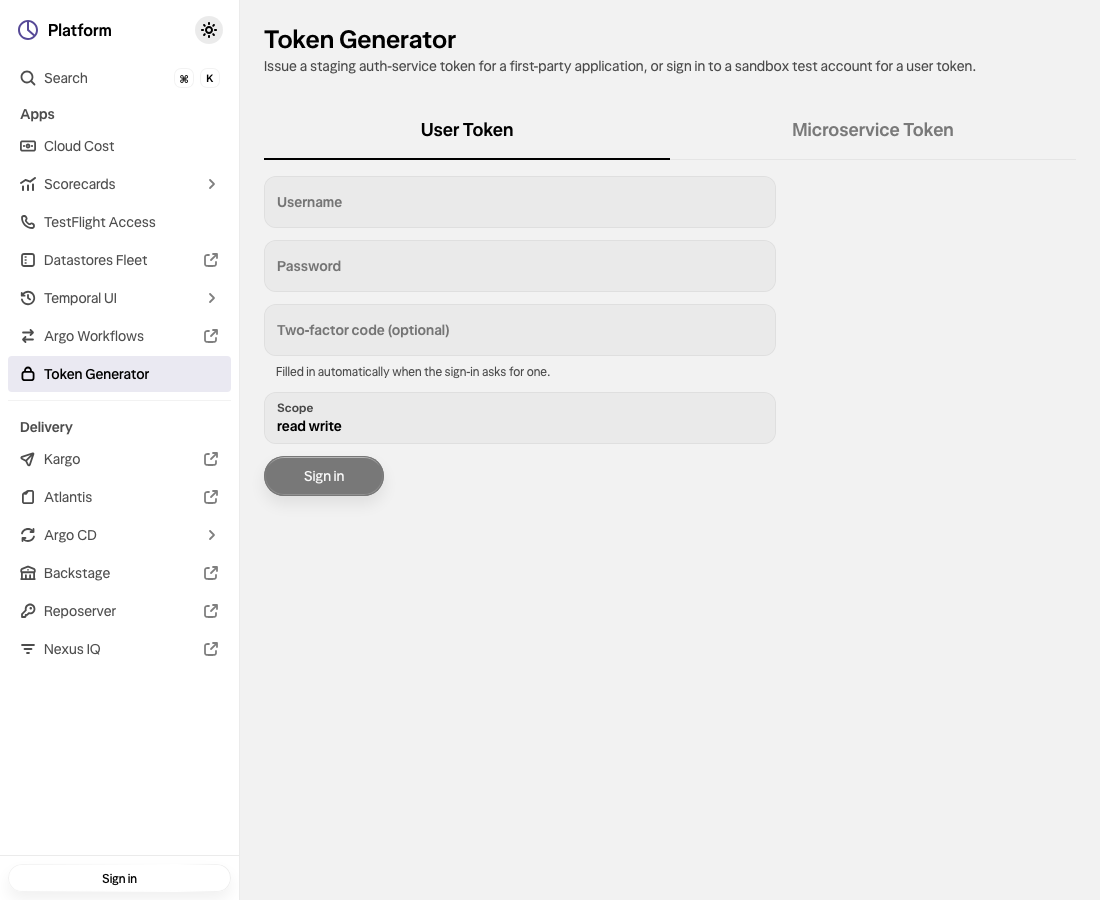 Platform
Search ⌘ K
Apps
Cloud Cost
Scorecards
TestFlight Access
Datastores Fleet
Temporal UI
Argo Workflows
Token Generator
Delivery
Kargo
Atlantis
Argo CD
Backstage
Reposerver
Nexus IQ
Sign in
Token Generator
Issue a staging auth-service token for a first-party application, or sign in to a sandbox test account for a user token.
User Token Microservice Token
Username
Password
Two-factor code (optional)
Filled in automatically when the sign-in asks for one.
Scope
read write
Sign in